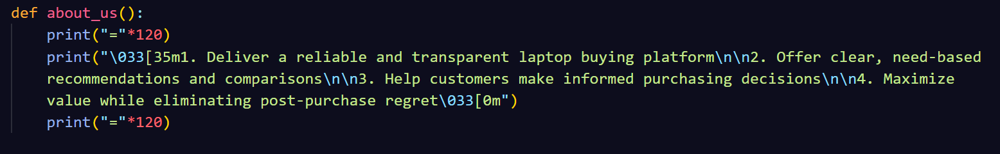 def about_us():
    print("="*120)
    print("\033[35m1. Deliver a reliable and transparent laptop buying platform\n\n2. Offer clear, need-based
    recommendations and comparisons\n\n3. Help customers make informed purchasing decisions\n\n4. Maximize
    value while eliminating post-purchase regret\033[0m")
    print("="*120)